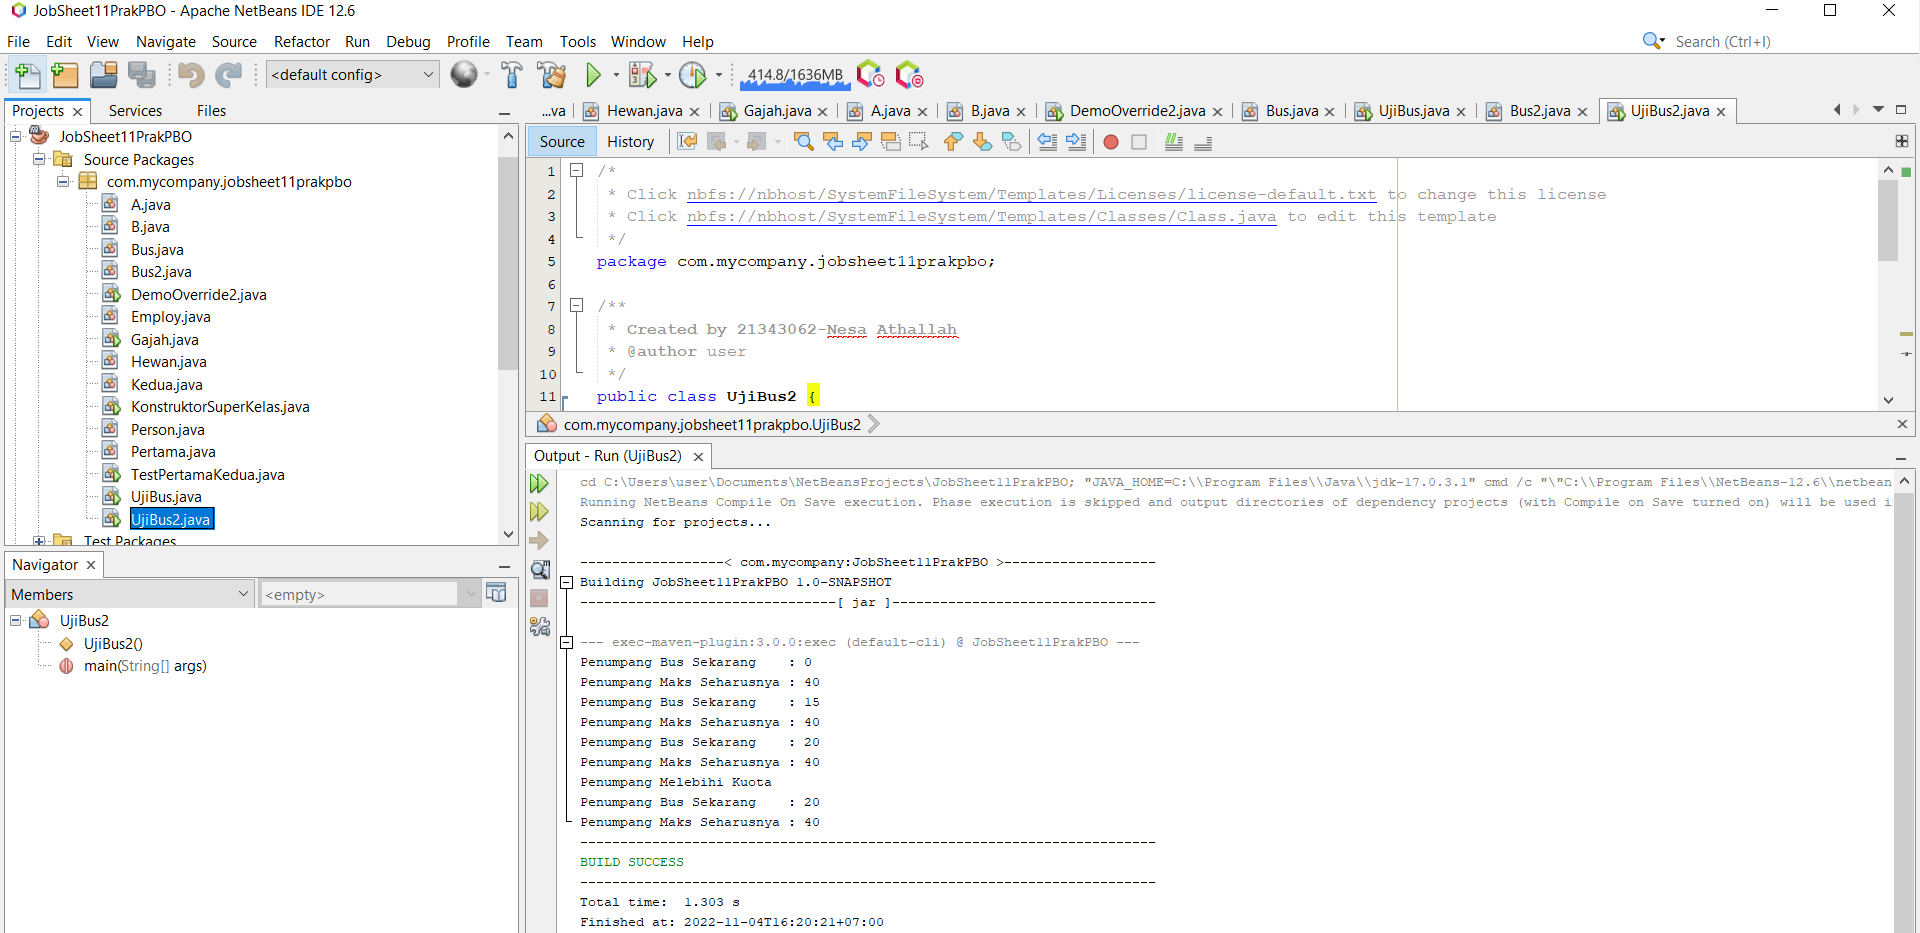 JobSheet11PrakPBO - Apache NetBeans IDE 12.6
File Edit View Navigate Source Refactor Run Debug Profile Team Tools Window Help
Search (Ctrl+I)
<default config>
414.8/1636MB
Projects
Services
Files
JobSheet11PrakPBO
Source Packages
com.mycompany.jobsheet11prakpbo
A.java
B.java
Bus.java
Bus2.java
DemoOverride2.java
Employ.java
Gajah.java
Hewan.java
Kedua.java
KonstruktorSuperKelas.java
Person.java
Pertama.java
TestPertamaKedua.java
UjiBus.java
UjiBus2.java
Test Packages
Navigator
Members
<empty>
UjiBus2
UjiBus2()
main(String[] args)
...va Hewan.java Gajah.java A.java B.java DemoOverride2.java Bus.java UjiBus.java Bus2.java UjiBus2.java
Source History
1 /*
2 * Click nbfs://nbhost/SystemFileSystem/Templates/Licenses/license-default.txt to change this license
3 * Click nbfs://nbhost/SystemFileSystem/Templates/Classes/Class.java to edit this template
4 */
5 package com.mycompany.jobsheet11prakpbo;
6
7 /**
8 * Created by 21343062-Nesa Athallah
9 * @author user
10 */
11 public class UjiBus2 {
com.mycompany.jobsheet11prakpbo.UjiBus2
Output - Run (UjiBus2)
cd C:\Users\user\Documents\NetBeansProjects\JobSheet11PrakPBO; "JAVA_HOME=C:\\Program Files\\Java\\jdk-17.0.3.1" cmd /c "\"C:\\Program Files\\NetBeans-12.6\\netbean
Running NetBeans Compile On Save execution. Phase execution is skipped and output directories of dependency projects (with Compile on Save turned on) will be used i
Scanning for projects...
------------------< com.mycompany:JobSheet11PrakPBO >-------------------
Building JobSheet11PrakPBO 1.0-SNAPSHOT
--------------------------------[ jar ]---------------------------------
--- exec-maven-plugin:3.0.0:exec (default-cli) @ JobSheet11PrakPBO ---
Penumpang Bus Sekarang    : 0
Penumpang Maks Seharusnya : 40
Penumpang Bus Sekarang    : 15
Penumpang Maks Seharusnya : 40
Penumpang Bus Sekarang    : 20
Penumpang Maks Seharusnya : 40
Penumpang Melebihi Kuota
Penumpang Bus Sekarang    : 20
Penumpang Maks Seharusnya : 40
------------------------------------------------------------------------
BUILD SUCCESS
------------------------------------------------------------------------
Total time:  1.303 s
Finished at: 2022-11-04T16:20:21+07:00